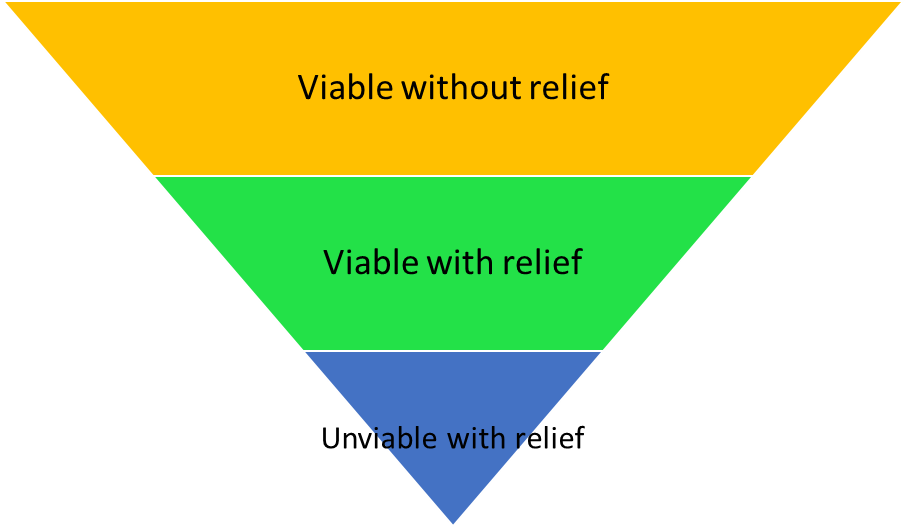 Viable without relief
Viable with relief
Unviable with relief